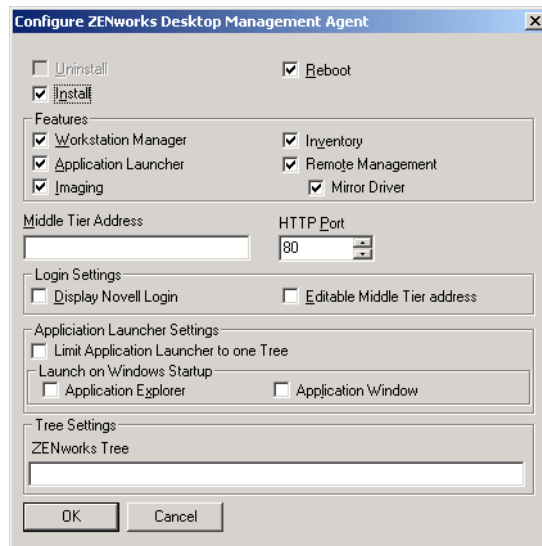 Configure ZENworks Desktop Management Agent
Uninstall
Reboot
Install
Features
Workstation Manager
Inventory
Application Launcher
Remote Management
Imaging
Mirror Driver
Middle Tier Address
HTTP Port
80
Login Settings
Display Novell Login
Editable Middle Tier address
Appliciation Launcher Settings
Limit Application Launcher to one Tree
Launch on Windows Startup
Application Explorer
Application Window
Tree Settings
ZENworks Tree
OK
Cancel